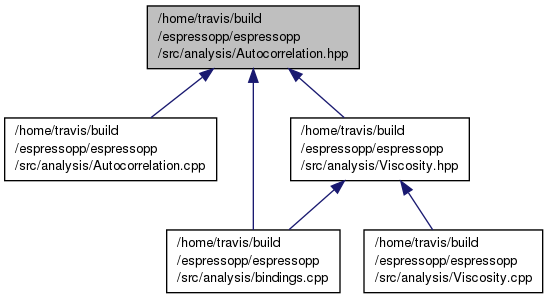 /home/travis/build
/espressopp/espressopp
/src/analysis/Autocorrelation.hpp
/home/travis/build
/espressopp/espressopp
/src/analysis/Autocorrelation.cpp
/home/travis/build
/espressopp/espressopp
/src/analysis/Viscosity.hpp
/home/travis/build
/espressopp/espressopp
/src/analysis/bindings.cpp
/home/travis/build
/espressopp/espressopp
/src/analysis/Viscosity.cpp